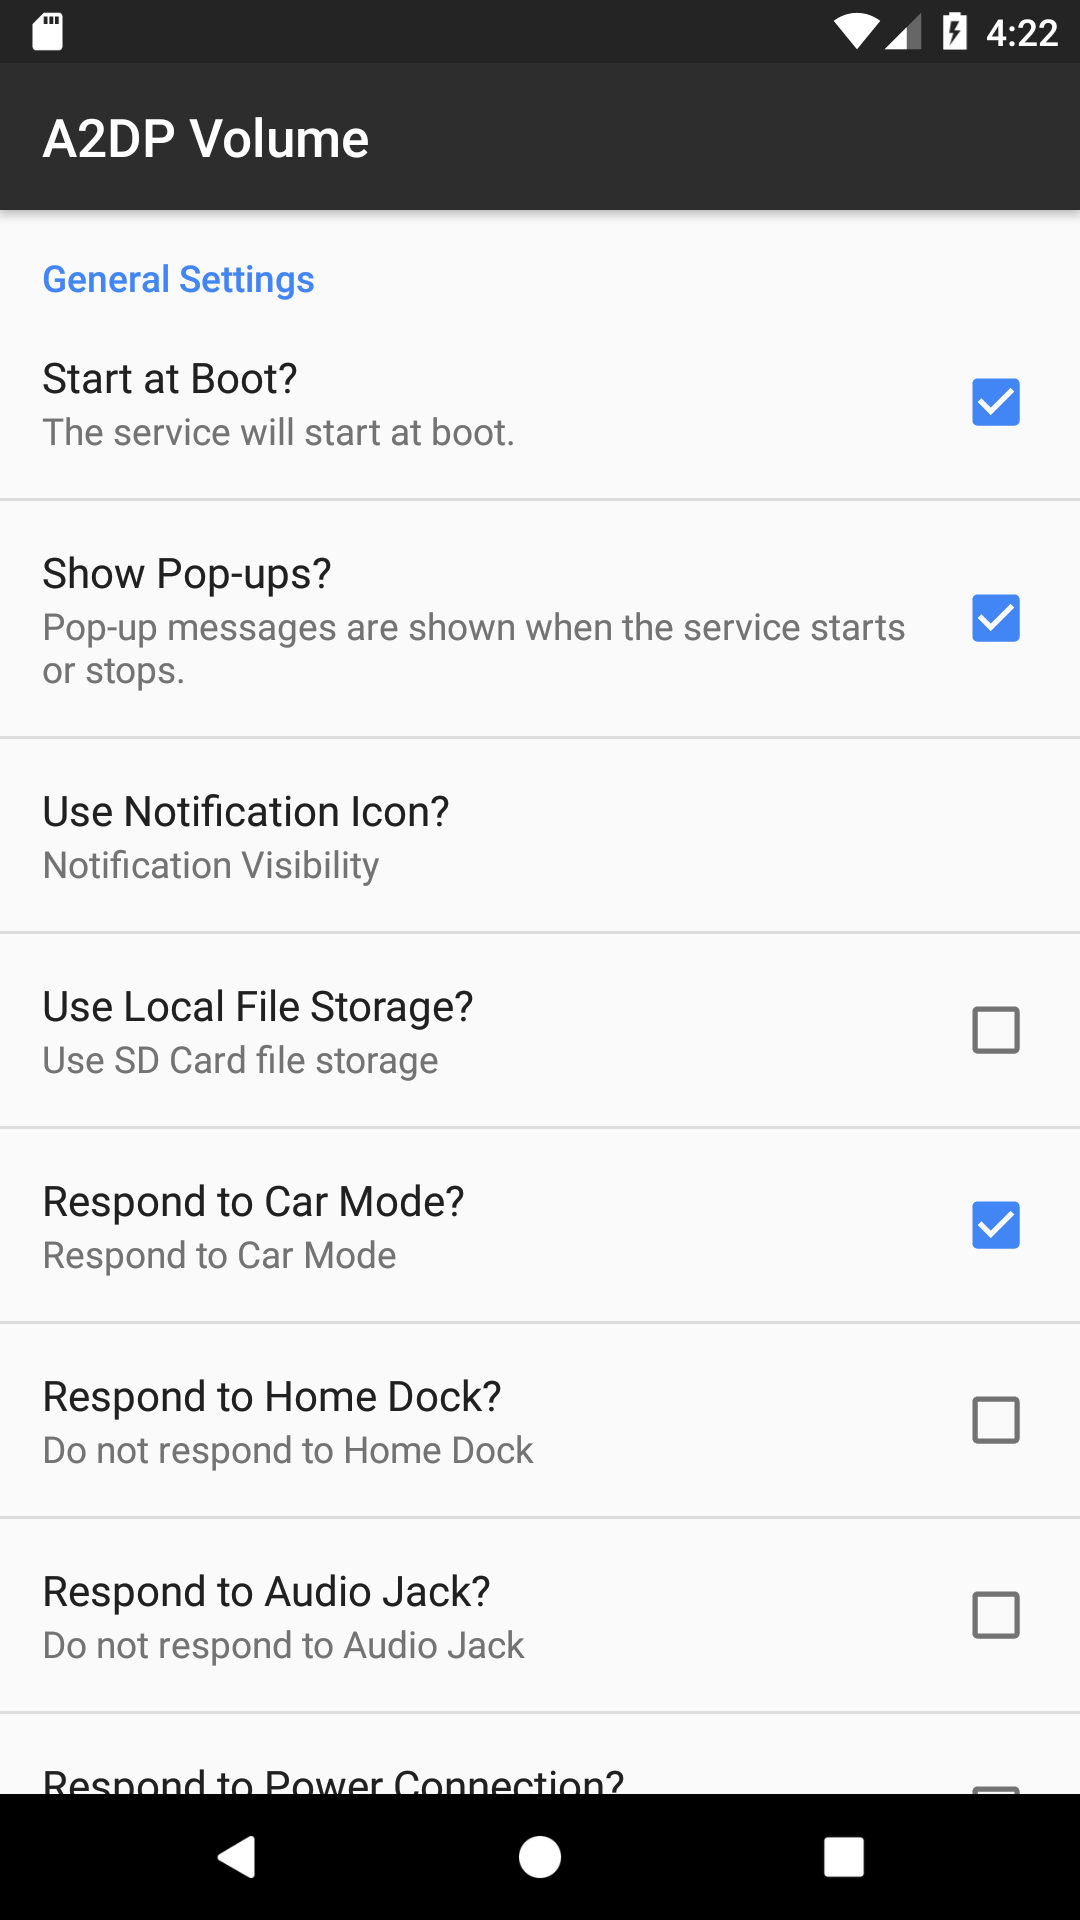 4:22
A2DP Volume
General Settings
Start at Boot?
The service will start at boot.
Show Pop-ups?
Pop-up messages are shown when the service starts
or stops.
Use Notification Icon?
Notification Visibility
Use Local File Storage?
Use SD Card file storage
Respond to Car Mode?
Respond to Car Mode
Respond to Home Dock?
Do not respond to Home Dock
Respond to Audio Jack?
Do not respond to Audio Jack
Respond to Power Connection?